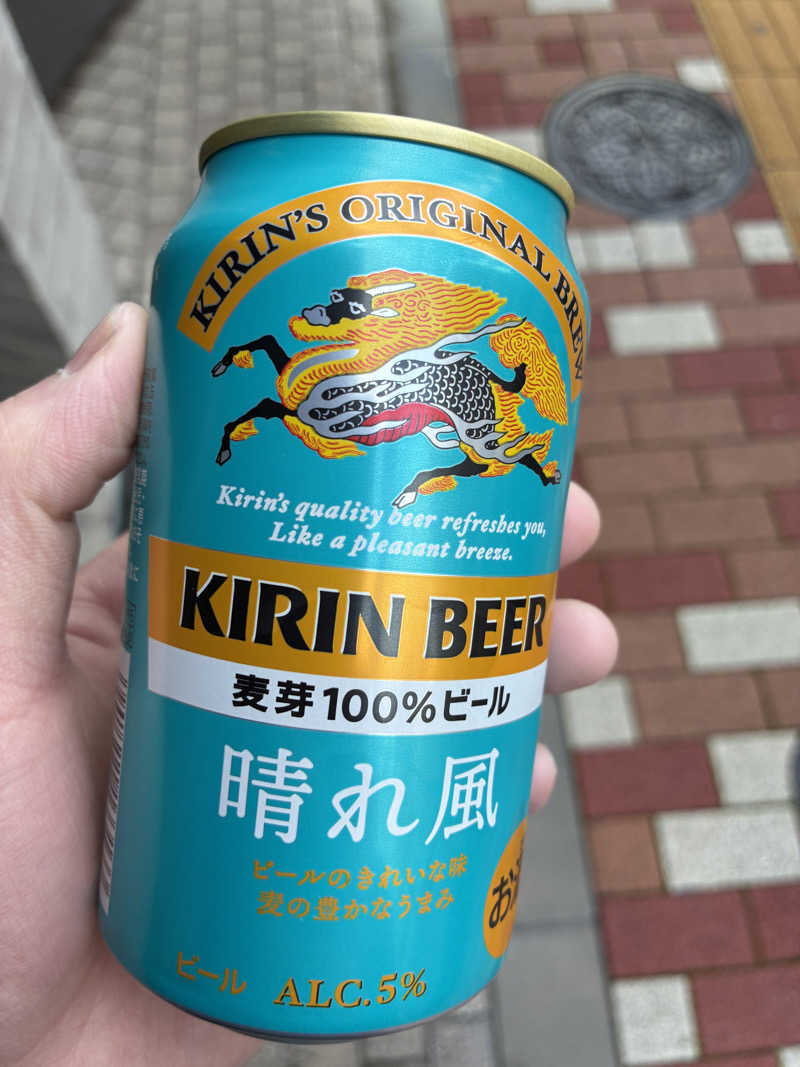 KIRIN'S ORIGINAL BREW
Kirin's quality beer refreshes you,
Like a pleasant breeze.
KIRIN BEER
麦芽100%ビール
晴れ風
ビールのきれいな味
麦の豊かなうまみ
お
ビール ALC.5%